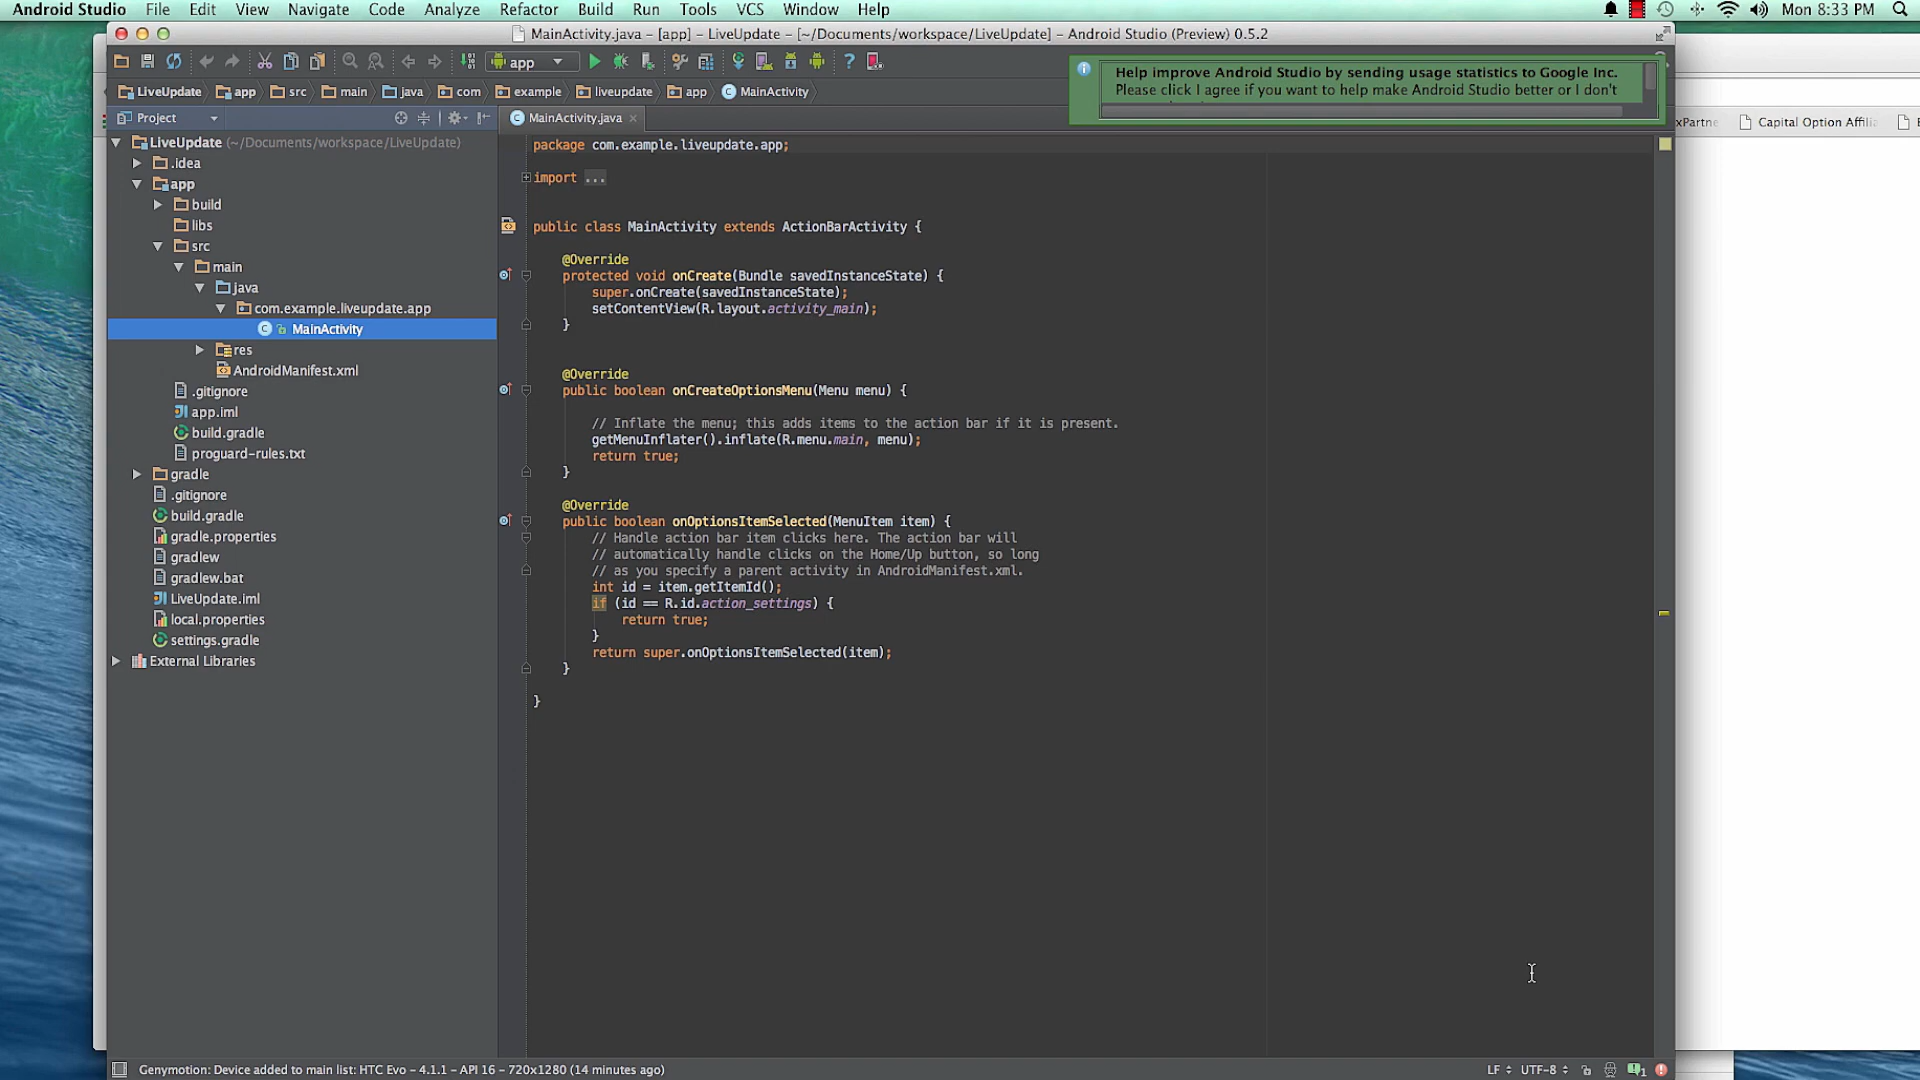 Android Studio File Edit View Navigate Code Analyze Refactor Build Run Tools VCS Window Help Mon 8:33 PM
MainActivity.java – [app] – LiveUpdate – [~/Documents/workspace/LiveUpdate] – Android Studio (Preview) 0.5.2
app
Help improve Android Studio by sending usage statistics to Google Inc.
Please click I agree if you want to help make Android Studio better or I don't
LiveUpdate app src main java com example liveupdate app MainActivity
Capital Option Affili
Project
MainActivity.java
LiveUpdate (~/Documents/workspace/LiveUpdate)
.idea
app
build
libs
src
main
java
com.example.liveupdate.app
MainActivity
res
AndroidManifest.xml
.gitignore
app.iml
build.gradle
proguard-rules.txt
gradle
.gitignore
build.gradle
gradle.properties
gradlew
gradlew.bat
LiveUpdate.iml
local.properties
settings.gradle
External Libraries
package com.example.liveupdate.app;
import ...
public class MainActivity extends ActionBarActivity {
@Override
protected void onCreate(Bundle savedInstanceState) {
super.onCreate(savedInstanceState);
setContentView(R.layout.activity_main);
}
@Override
public boolean onCreateOptionsMenu(Menu menu) {
// Inflate the menu; this adds items to the action bar if it is present.
getMenuInflater().inflate(R.menu.main, menu);
return true;
}
@Override
public boolean onOptionsItemSelected(MenuItem item) {
// Handle action bar item clicks here. The action bar will
// automatically handle clicks on the Home/Up button, so long
// as you specify a parent activity in AndroidManifest.xml.
int id = item.getItemId();
if (id == R.id.action_settings) {
return true;
}
return super.onOptionsItemSelected(item);
}
}
Genymotion: Device added to main list: HTC Evo – 4.1.1 – API 16 – 720x1280 (14 minutes ago)
LF UTF-8 1